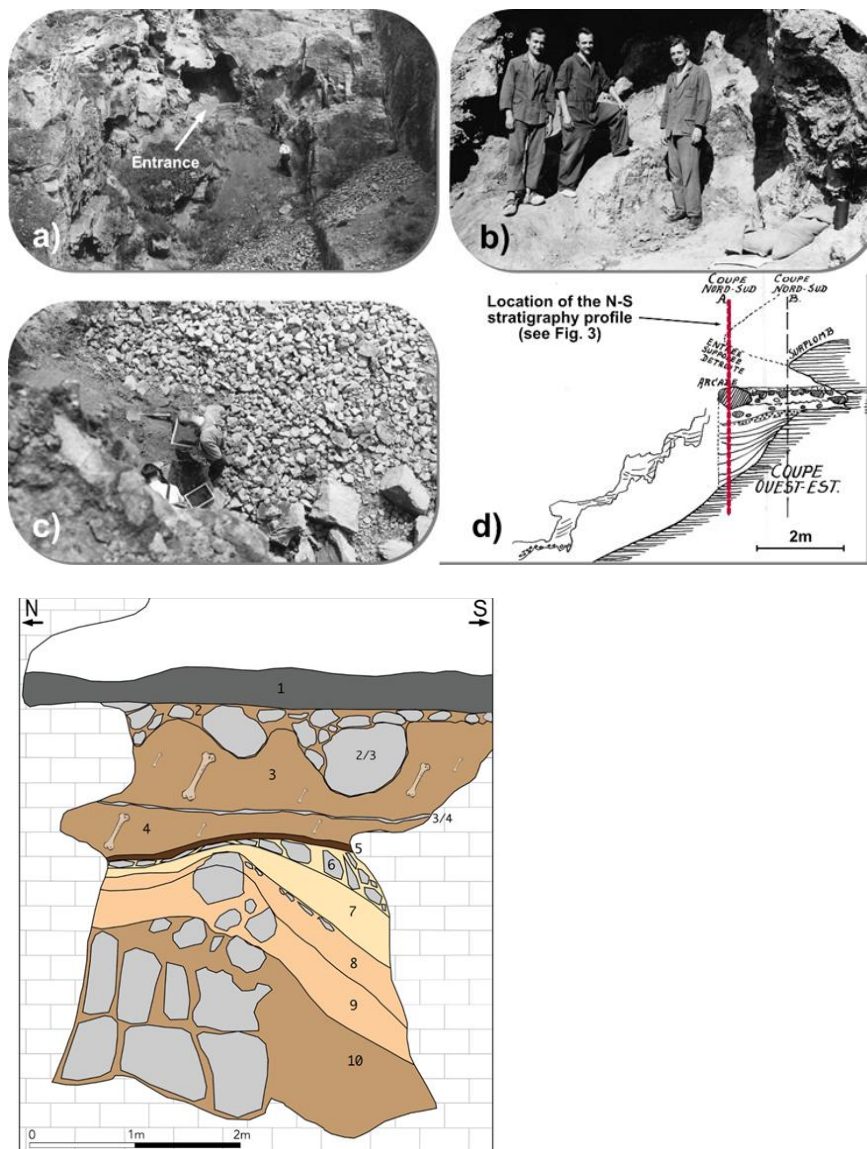 Entrance
a)
b)
c)
Location of the N-S
stratigraphy profile
(see Fig. 3)
COUPE
NORD-SUD
A
COUPE
NORD-SUD
B.
ENTRÉE
SUPPOSÉE
DETRUITE
SURPLOMB
ARCADE
COUPE
OUEST-EST.
d)
2m
N
S
1
2
2/3
3
3/4
4
5
6
7
8
9
10
0
1m
2m